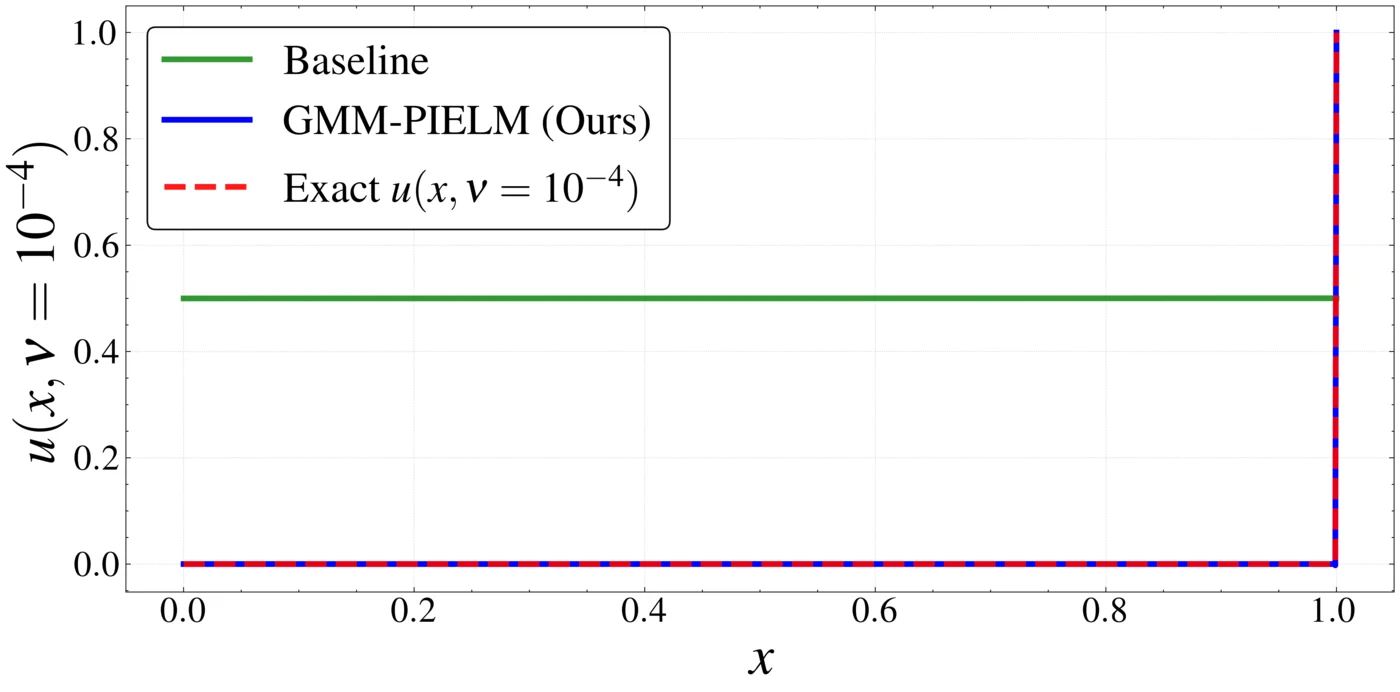 1.0
0.8
0.6
0.4
0.2
0.0
u(x, ν = 10⁻⁴)
Baseline
GMM-PIELM (Ours)
Exact u(x, ν = 10⁻⁴)
0.0 0.2 0.4 0.6 0.8 1.0
x